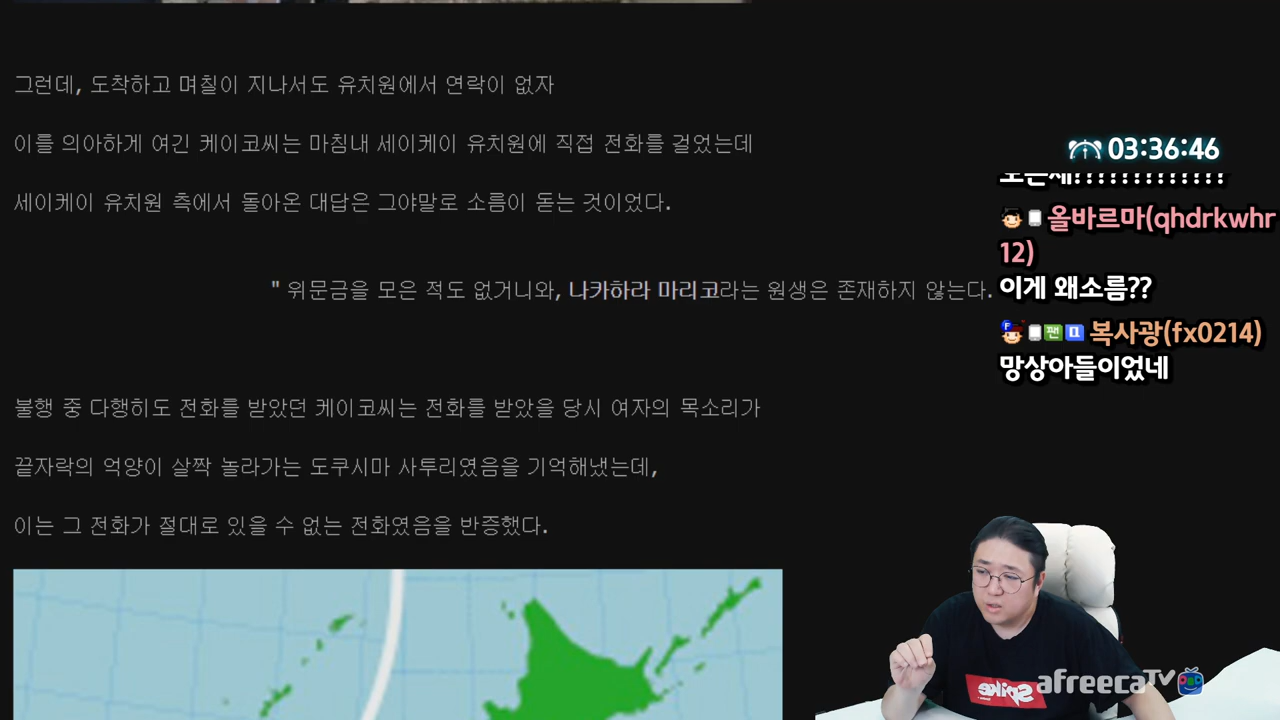 그런데, 도착하고 며칠이 지나서도 유치원에서 연락이 없자
이를 의아하게 여긴 케이코씨는 마침내 세이케이 유치원에 직접 전화를 걸었는데
세이케이 유치원 측에서 돌아온 대답은 그야말로 소름이 돋는 것이었다.
" 위문금을 모은 적도 없거니와, 나카하라 마리코라는 원생은 존재하지 않는다.
불행 중 다행히도 전화를 받았던 케이코씨는 전화를 받았을 당시 여자의 목소리가
끝자락의 억양이 살짝 놀라가는 도쿠시마 사투리였음을 기억해냈는데,
이는 그 전화가 절대로 있을 수 없는 전화였음을 반증했다.
03:36:46
올바르마(qhdrkwhr
12)
이게 왜소름??
F 팬 복사광(fx0214)
망상아들이었네
Spike
afreecaTV